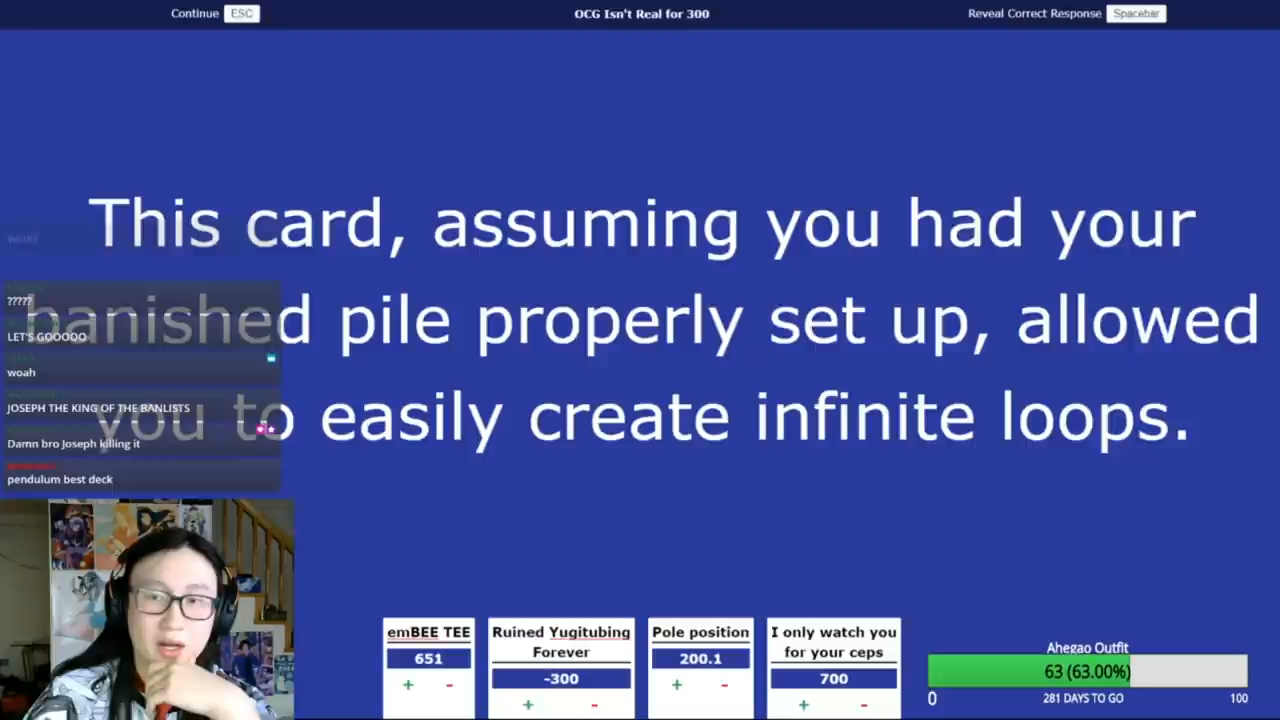 Continue ESC
OCG Isn't Real for 300
Reveal Correct Response Spacebar
This card, assuming you had your
banished pile properly set up, allowed
you to easily create infinite loops.
?????
LET'S GOOOOO
woah
JOSEPH THE KING OF THE BANLISTS
Damn bro Joseph killing it
pendulum best deck
emBEE TEE
651
+ -
Ruined Yugitubing
Forever
-300
+ -
Pole position
200.1
+ -
I only watch you
for your ceps
700
+ -
Ahegao Outfit
63 (63.00%)
0
281 DAYS TO GO
100